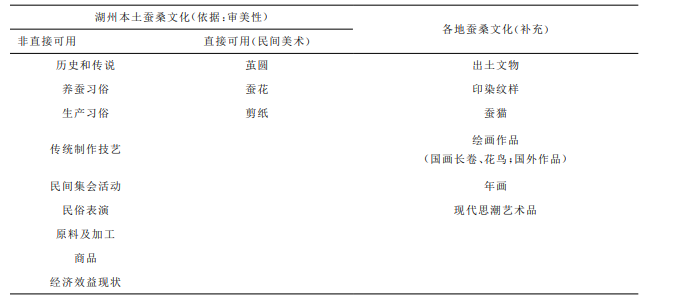 湖州本土蚕桑文化(依据:审美性)
各地蚕桑文化(补充)
非直接可用
直接可用(民间美术)
历史和传说
茧圆
出土文物
养蚕习俗
蚕花
印染纹样
生产习俗
剪纸
蚕猫
传统制作技艺
绘画作品
(国画长卷、花鸟;国外作品)
民间集会活动
年画
民俗表演
现代思潮艺术品
原料及加工
商品
经济效益现状